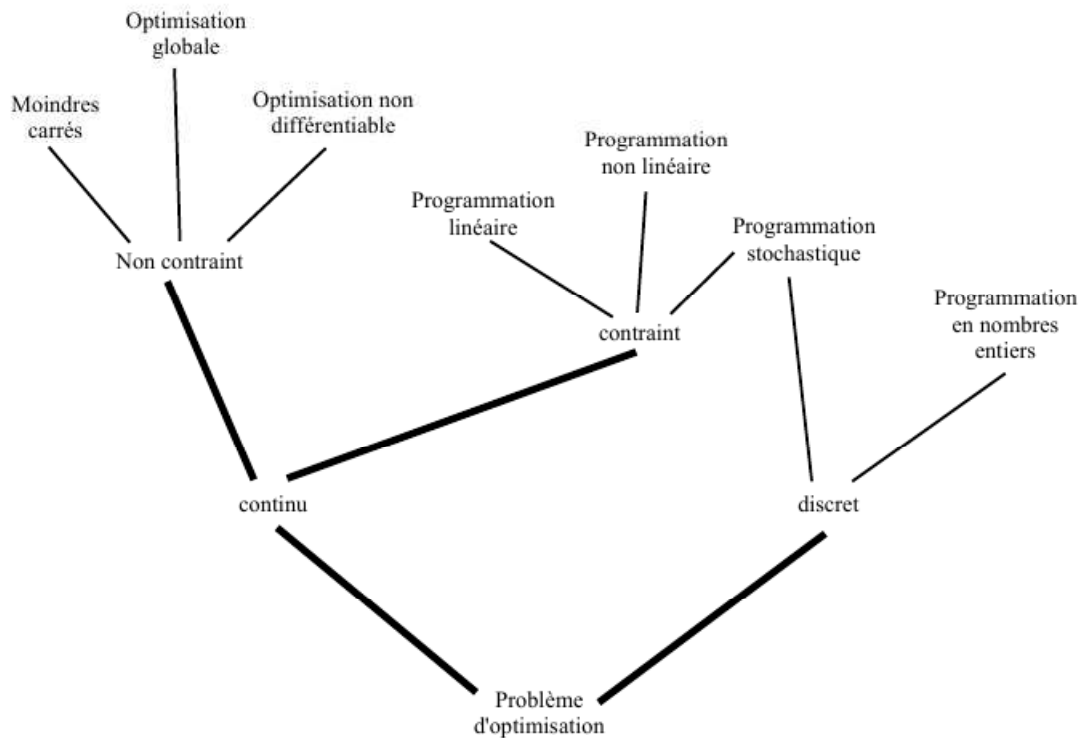 Optimisation
globale
Moindres
carrés
Optimisation non
différentiable
Programmation
non linéaire
Programmation
linéaire
Programmation
stochastique
Non contraint
Programmation
en nombres
entiers
contraint
continu
discret
Problème
d'optimisation